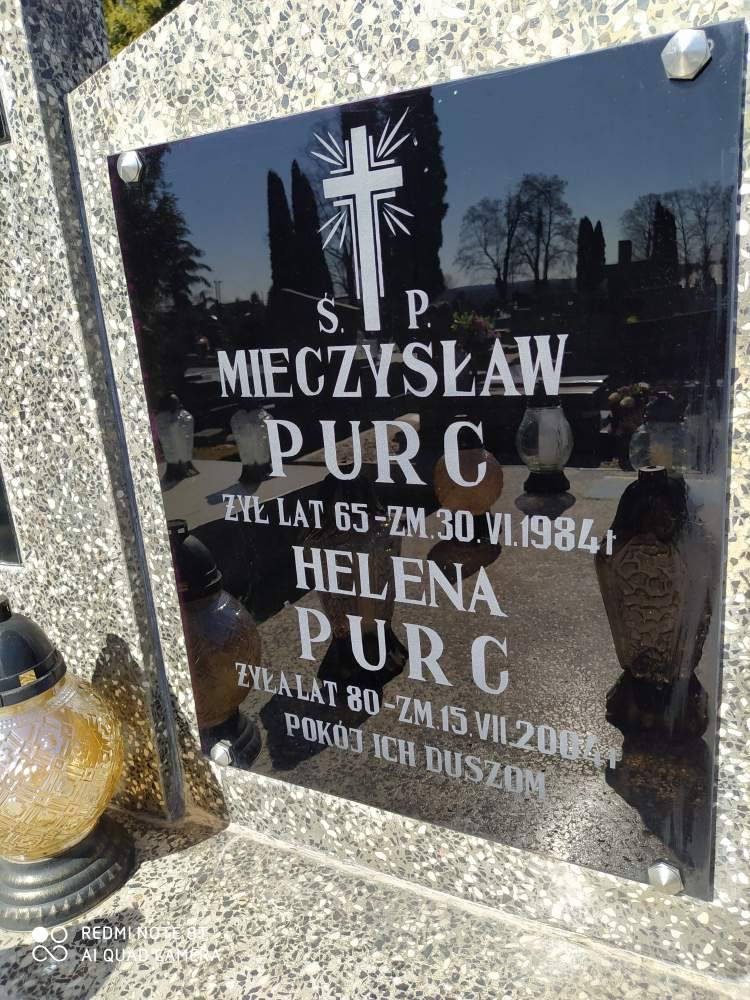 Ś. P.
MIECZYSŁAW
PURC
ŻYŁ LAT 65-ZM.30.VI.1984†
HELENA
PURC
ŻYŁA LAT 80-ZM.15.VII.2004†
POKÓJ ICH DUSZOM
REDMI NOTE 8T
AI QUAD CAMERA